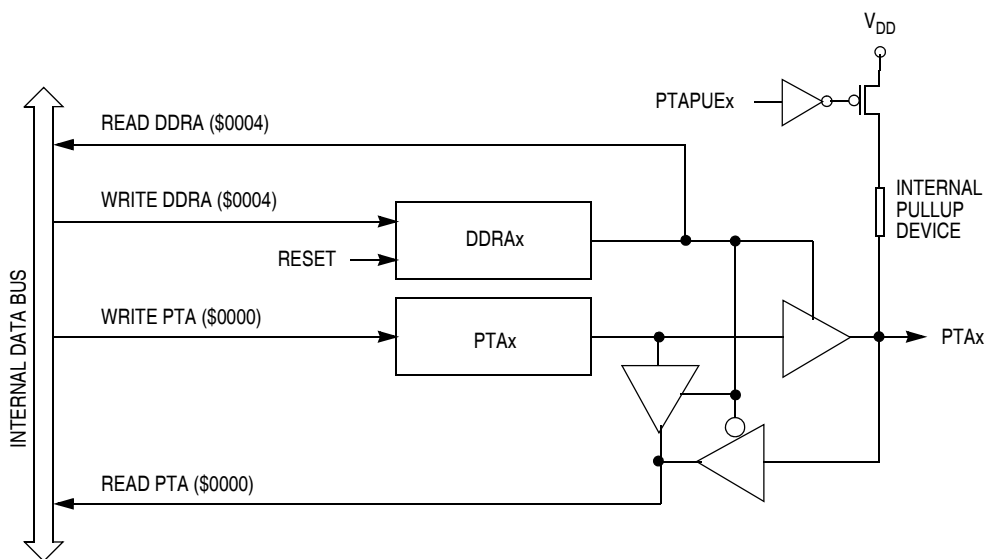 VDD
PTAPUEx
READ DDRA ($0004)
WRITE DDRA ($0004)
RESET
DDRAx
INTERNAL
PULLUP
DEVICE
INTERNAL DATA BUS
WRITE PTA ($0000)
PTAx
PTAx
READ PTA ($0000)